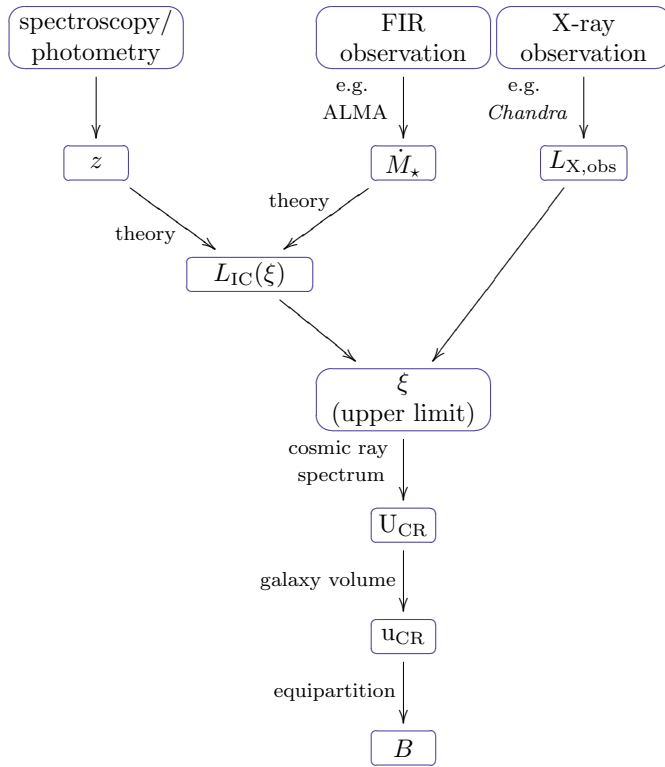 spectroscopy/
photometry
FIR
observation
X-ray
observation
e.g.
ALMA
e.g.
Chandra
z
Ṁ⋆
L_X,obs
theory
theory
L_IC(ξ)
ξ
(upper limit)
cosmic ray
spectrum
U_CR
galaxy volume
u_CR
equipartition
B